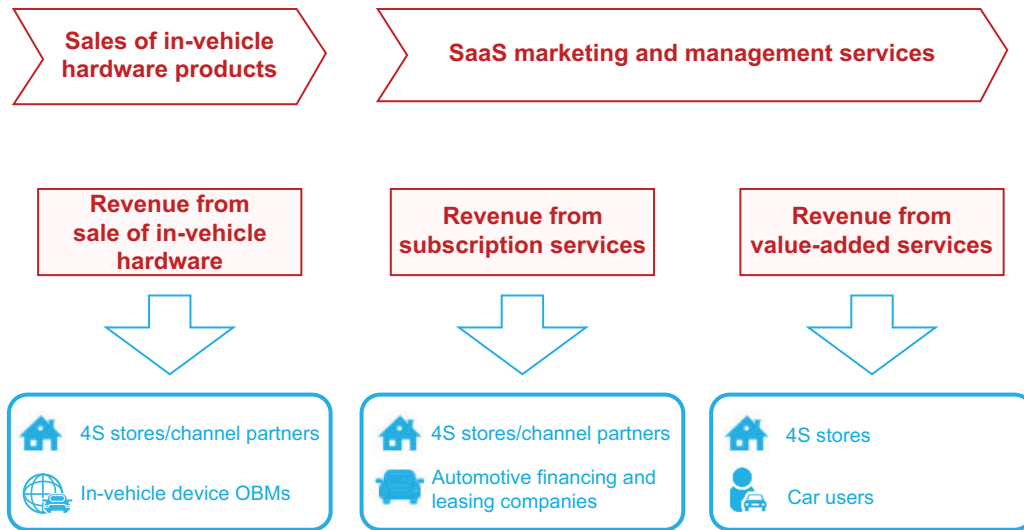 Sales of in-vehicle
hardware products
SaaS marketing and management services
Revenue from
sale of in-vehicle
hardware
Revenue from
subscription services
Revenue from
value-added services
4S stores/channel partners
In-vehicle device OBMs
4S stores/channel partners
Automotive financing and
leasing companies
4S stores
Car users